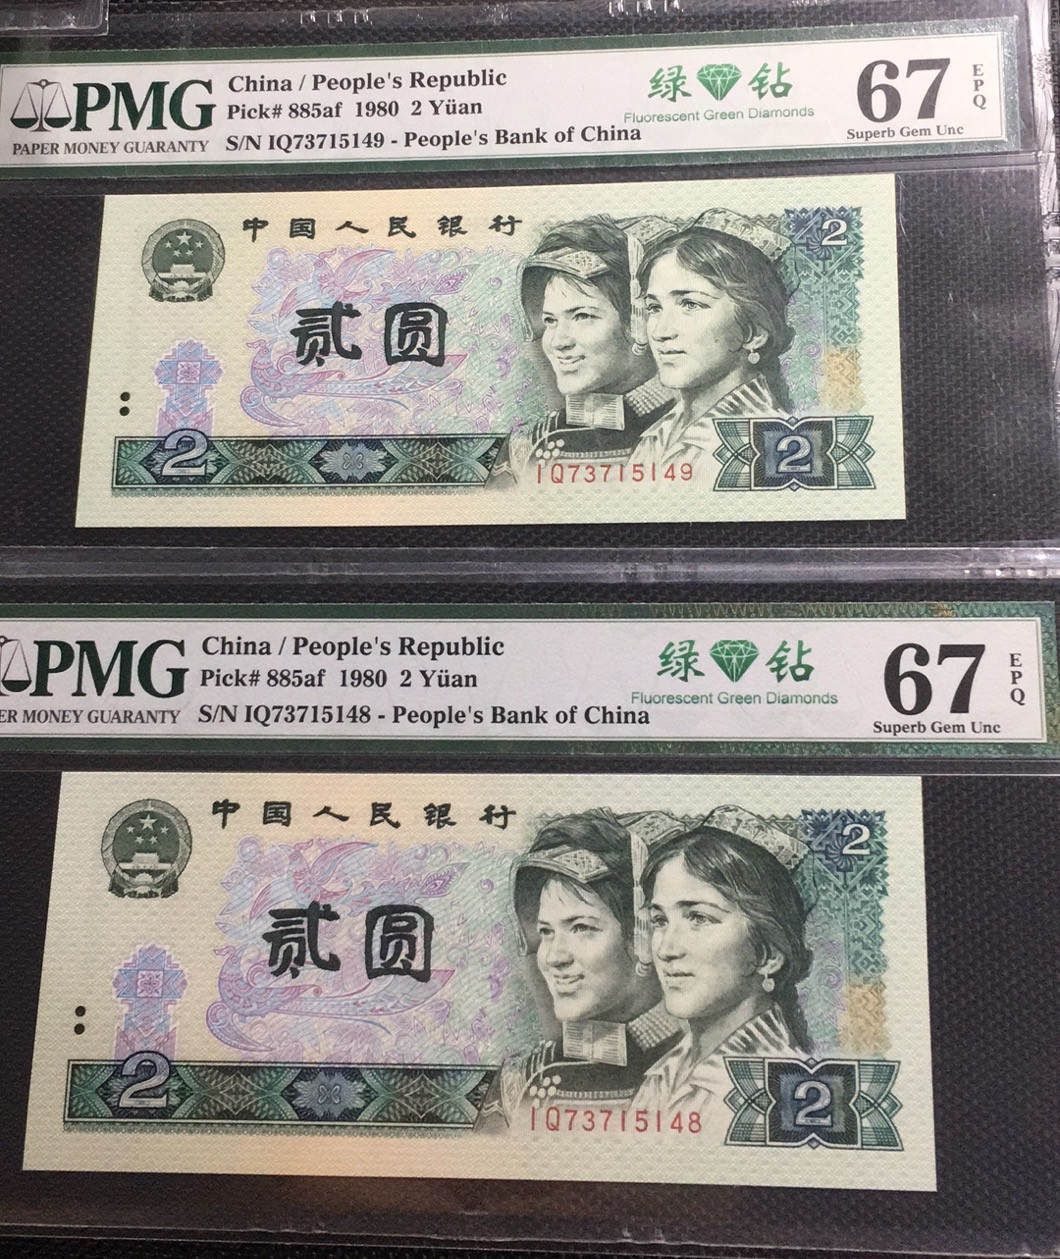 PMG
PAPER MONEY GUARANTY
China / People's Republic
Pick# 885af 1980 2 Yüan
S/N IQ73715149 - People's Bank of China
绿 钻
Fluorescent Green Diamonds
67
EPQ
Superb Gem Unc
中国人民银行
2
贰圆
2
IQ73715149
2
PMG
ER MONEY GUARANTY
China / People's Republic
Pick# 885af 1980 2 Yüan
S/N IQ73715148 - People's Bank of China
绿 钻
Fluorescent Green Diamonds
67
EPQ
Superb Gem Unc
中国人民银行
2
贰圆
2
IQ73715148
2